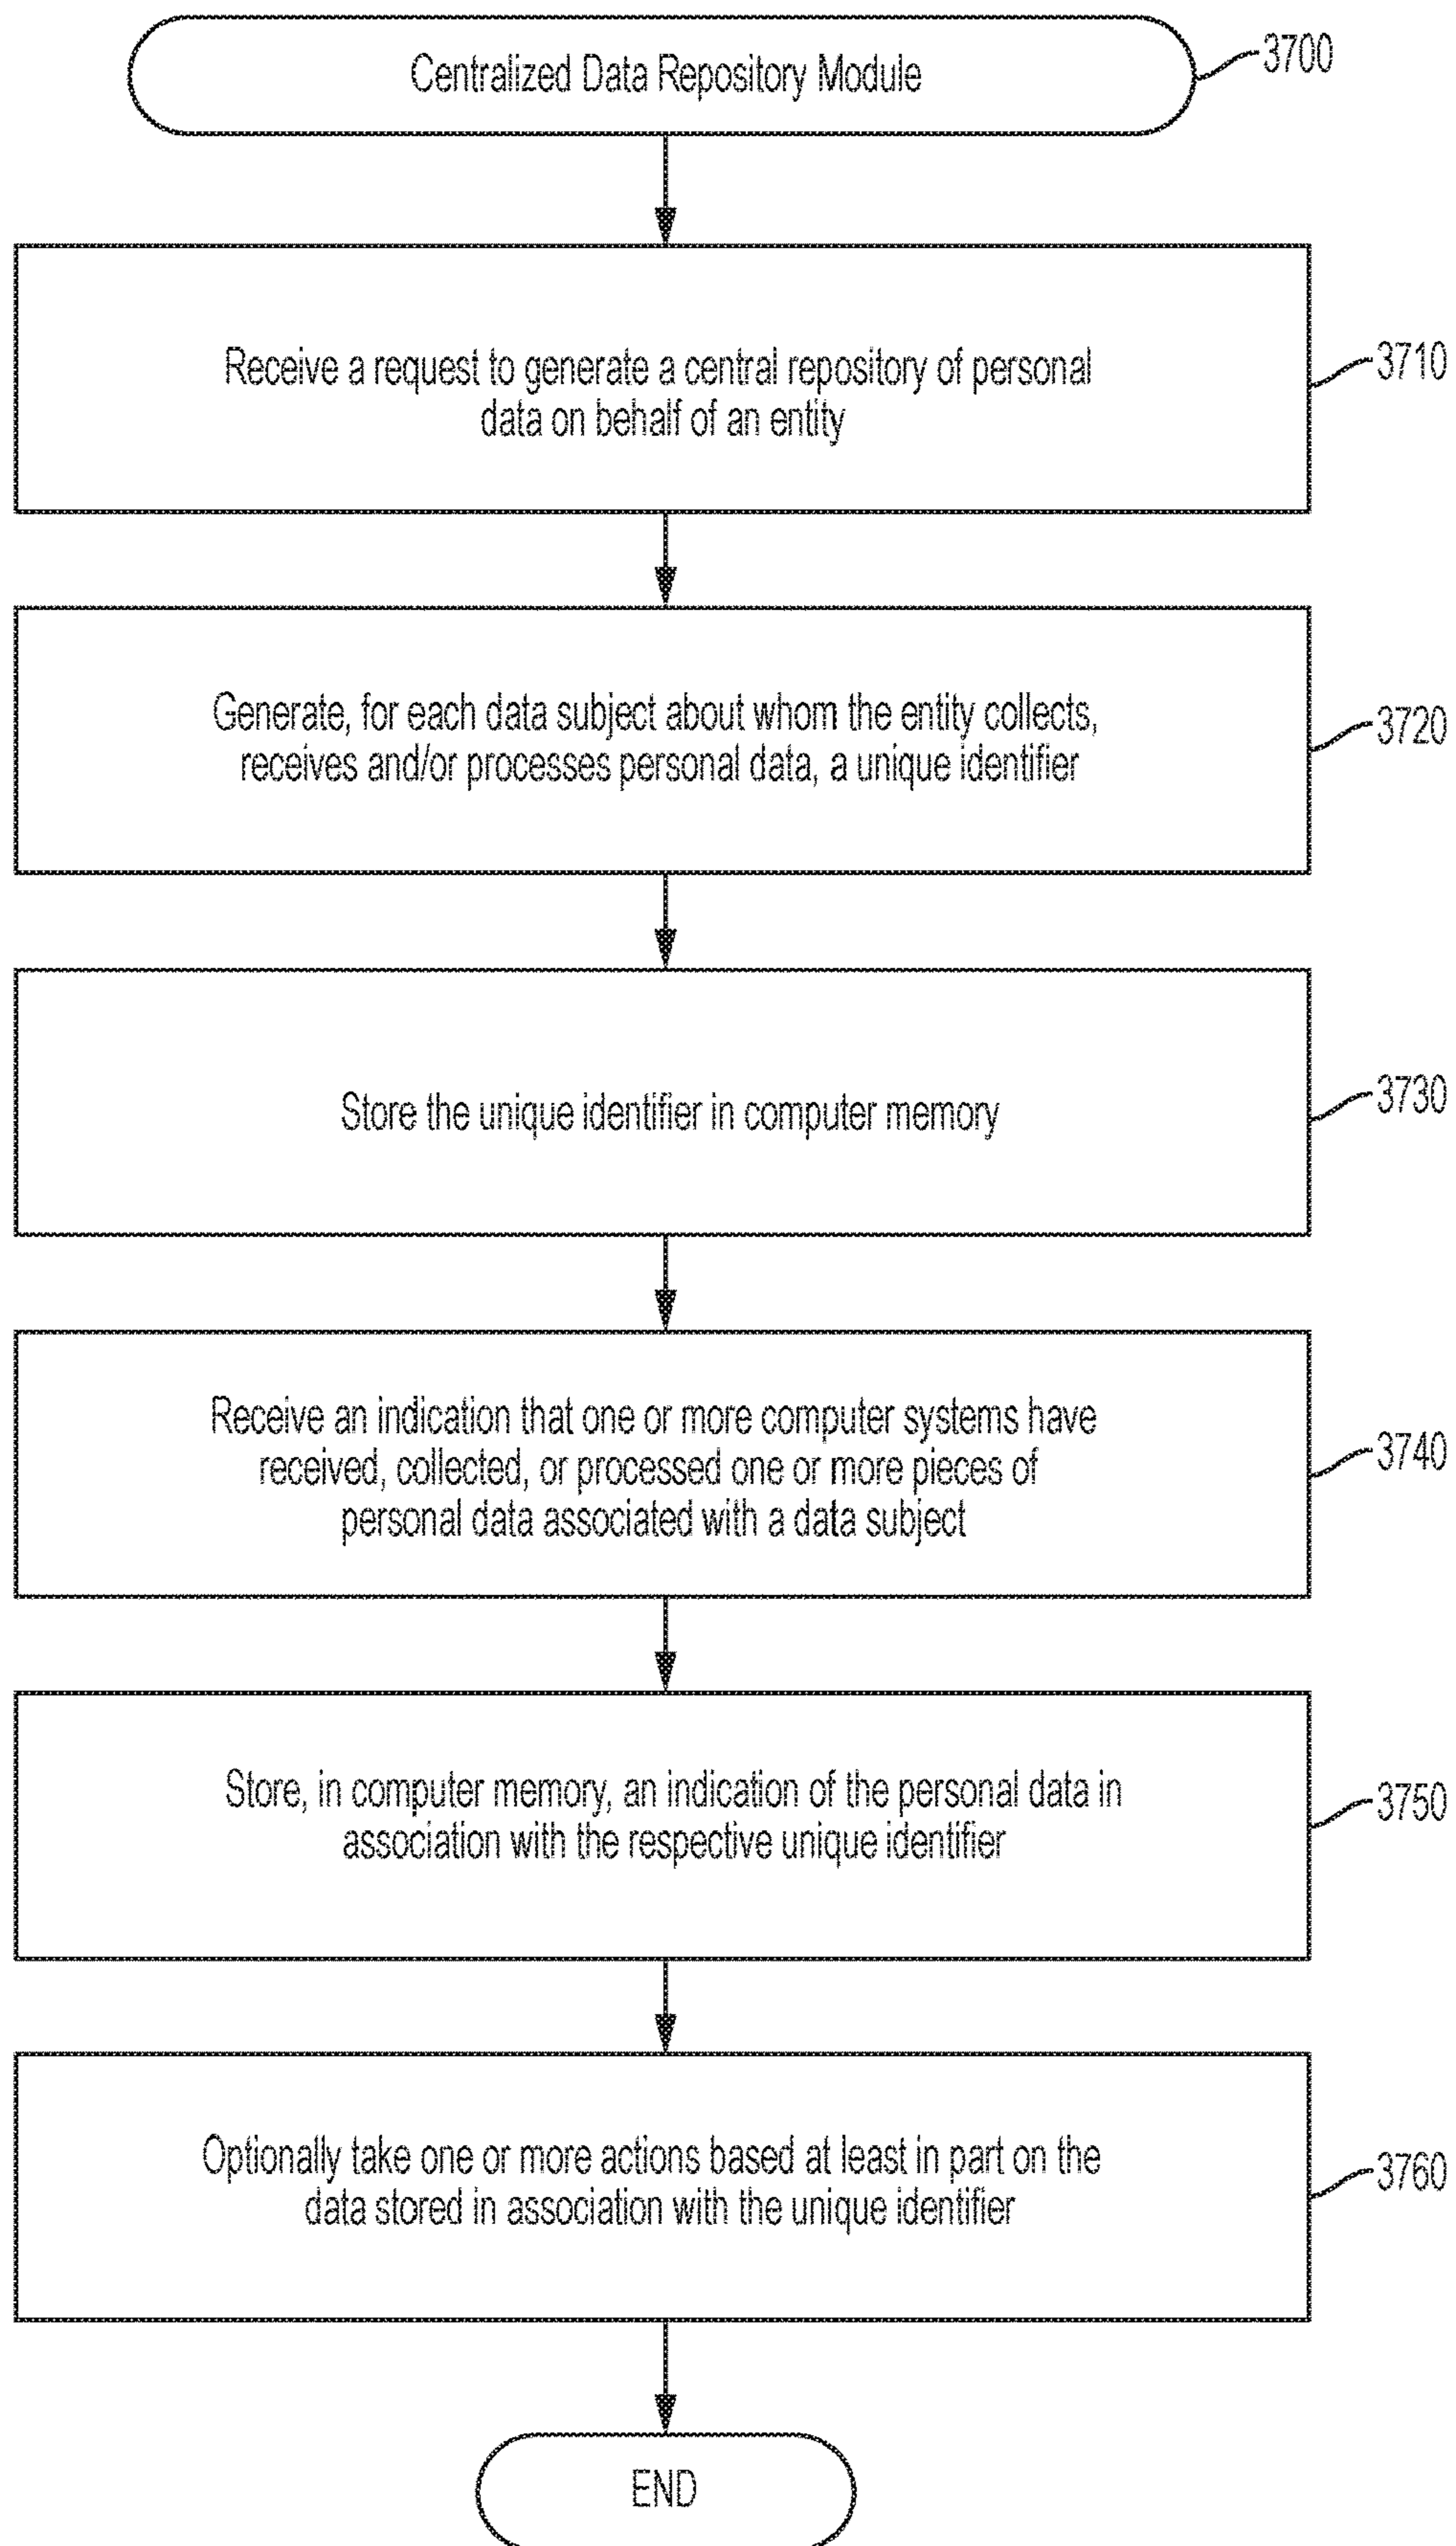 Centralized Data Repository Module
3700
Receive a request to generate a central repository of personal
data on behalf of an entity
3710
Generate, for each data subject about whom the entity collects,
receives and/or processes personal data, a unique identifier
3720
Store the unique identifier in computer memory
3730
Receive an indication that one or more computer systems have
received, collected, or processed one or more pieces of
personal data associated with a data subject
3740
Store, in computer memory, an indication of the personal data in
association with the respective unique identifier
3750
Optionally take one or more actions based at least in part on the
data stored in association with the unique identifier
3760
END